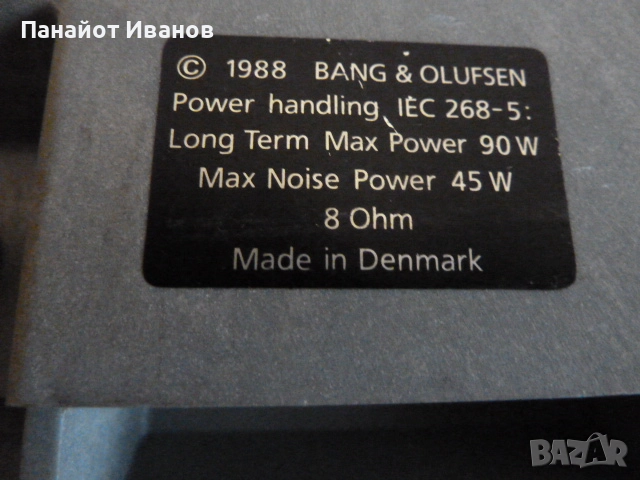 Панайот Иванов
© 1988 BANG & OLUFSEN
Power handling IEC 268-5:
Long Term Max Power 90 W
Max Noise Power 45 W
8 Ohm
Made in Denmark
BAZAR